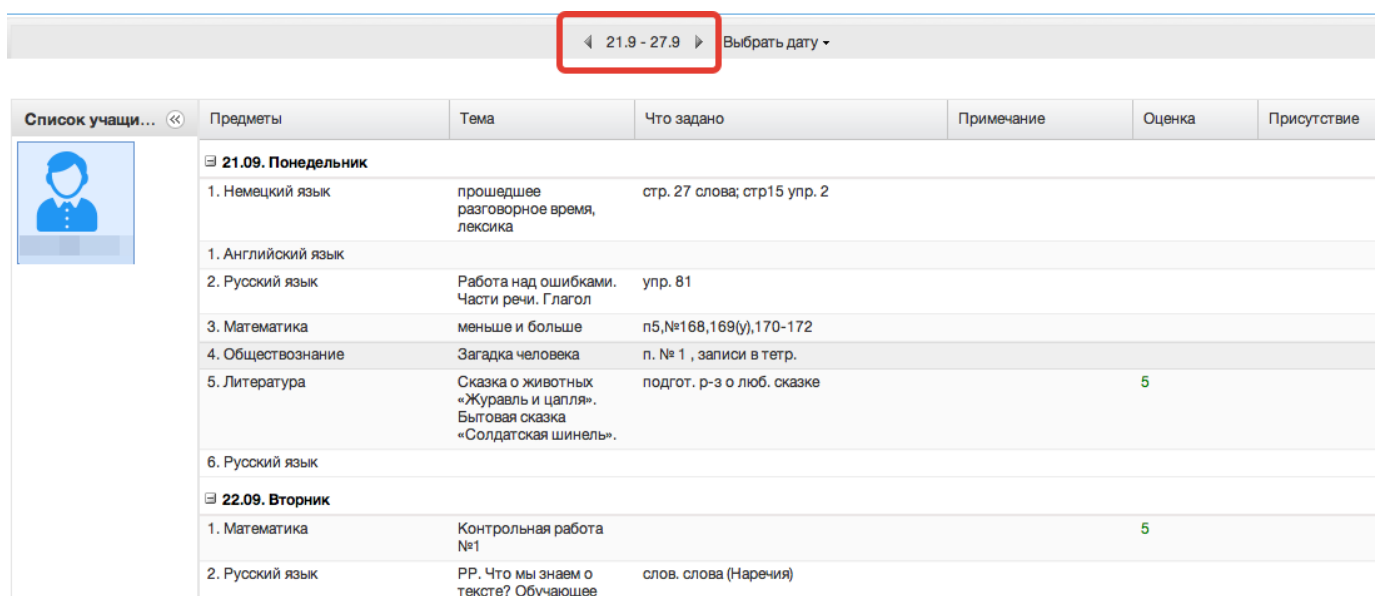 21.9 - 27.9 Выбрать дату
Список учащи... Предметы Тема Что задано Примечание Оценка Присутствие
21.09. Понедельник
1. Немецкий язык прошедшее стр. 27 слова; стр15 упр. 2
разговорное время,
лексика
1. Английский язык
2. Русский язык Работа над ошибками. упр. 81
Части речи. Глагол
3. Математика меньше и больше п5,№168,169(у),170-172
4. Обществознание Загадка человека п. № 1 , записи в тетр.
5. Литература Сказка о животных подгот. р-з о люб. сказке 5
«Журавль и цапля».
Бытовая сказка
«Солдатская шинель».
6. Русский язык
22.09. Вторник
1. Математика Контрольная работа 5
№1
2. Русский язык РР. Что мы знаем о слов. слова (Наречия)
тексте? Обучающее